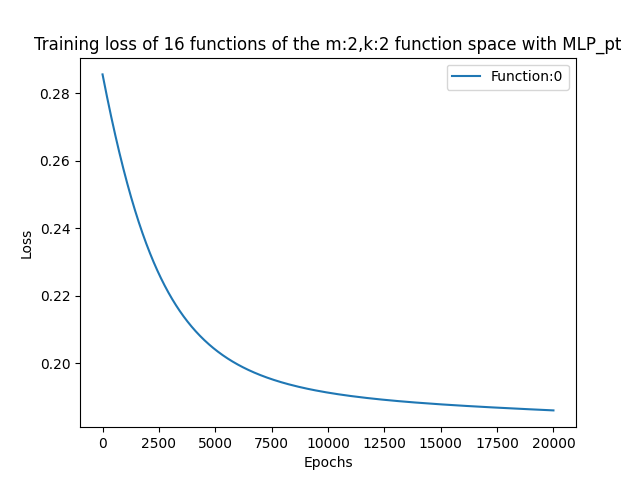 Training loss of 16 functions of the m:2,k:2 function space with MLP_pt
Function:0
0.28
0.26
0.24
0.22
0.20
Loss
0 2500 5000 7500 10000 12500 15000 17500 20000
Epochs